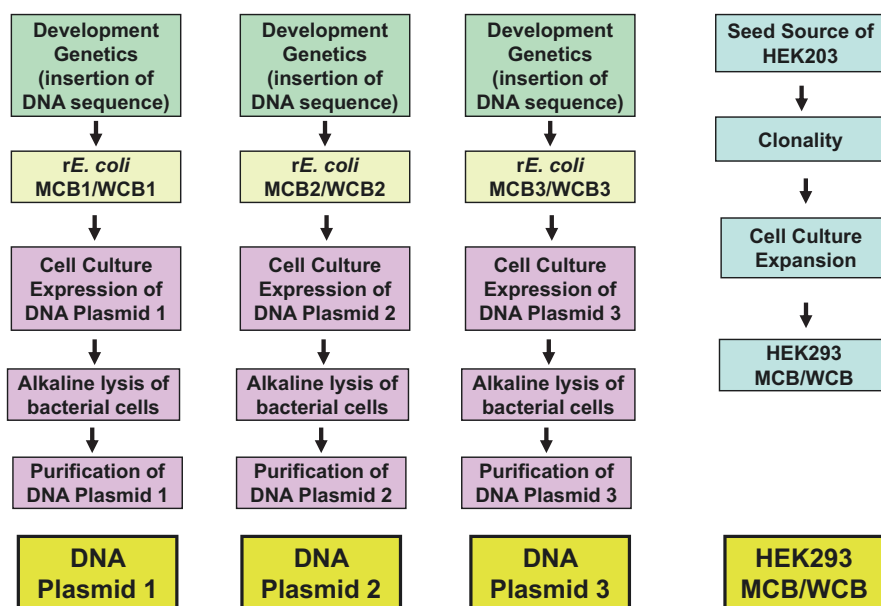 Development
Genetics
(insertion of
DNA sequence)
rE. coli
MCB1/WCB1
Cell Culture
Expression of
DNA Plasmid 1
Alkaline lysis of
bacterial cells
Purification of
DNA Plasmid 1
DNA
Plasmid 1
Development
Genetics
(insertion of
DNA sequence)
rE. coli
MCB2/WCB2
Cell Culture
Expression of
DNA Plasmid 2
Alkaline lysis of
bacterial cells
Purification of
DNA Plasmid 2
DNA
Plasmid 2
Development
Genetics
(insertion of
DNA sequence)
rE. coli
MCB3/WCB3
Cell Culture
Expression of
DNA Plasmid 3
Alkaline lysis of
bacterial cells
Purification of
DNA Plasmid 3
DNA
Plasmid 3
Seed Source of
HEK203
Clonality
Cell Culture
Expansion
HEK293
MCB/WCB
HEK293
MCB/WCB